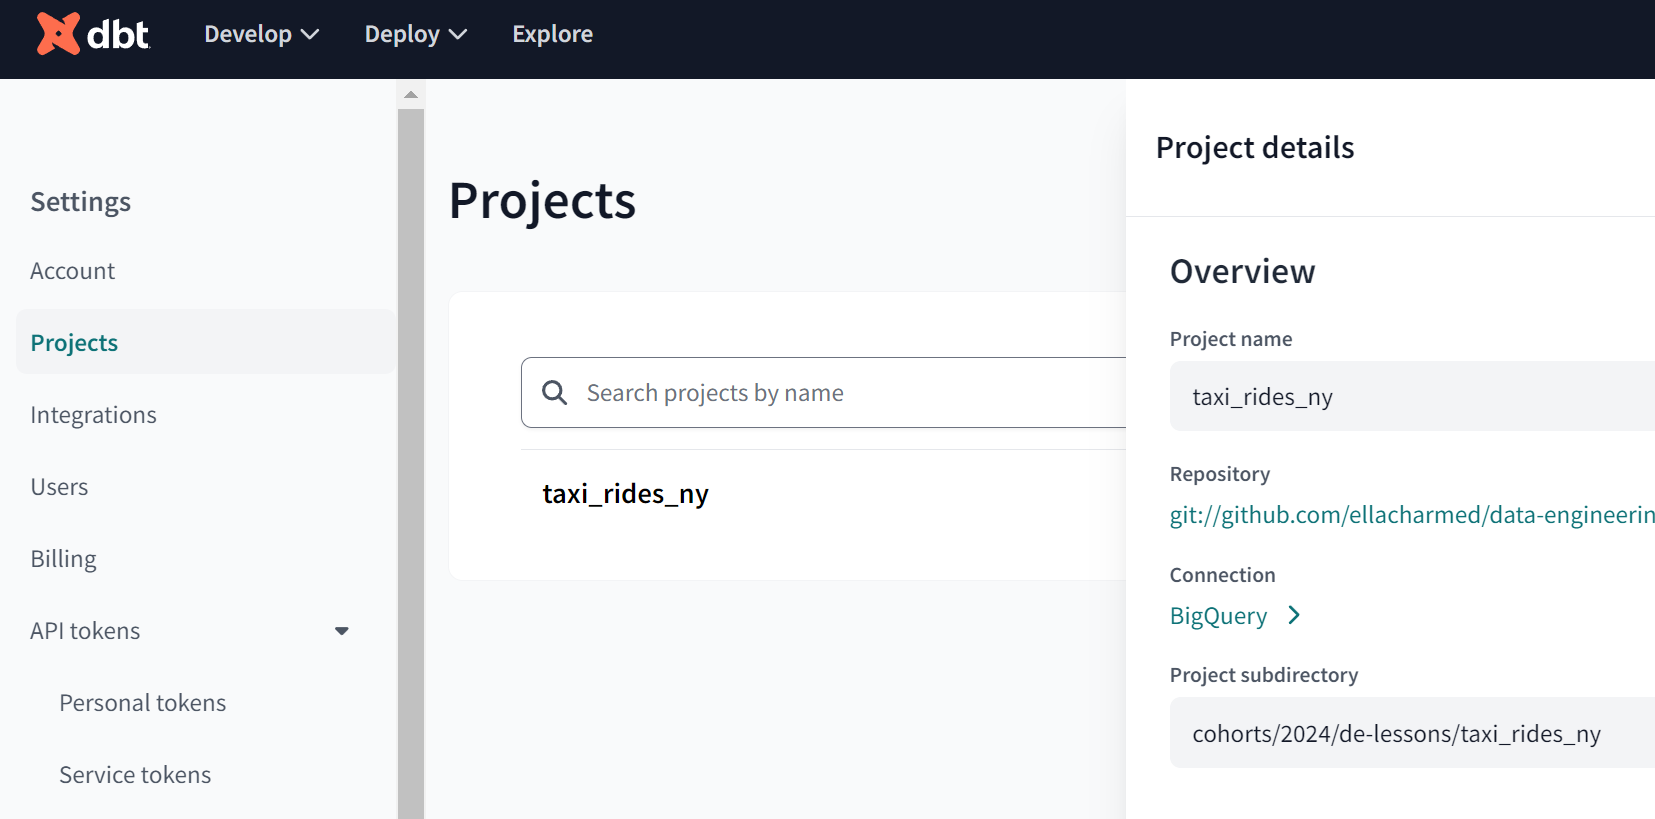 dbt
Develop
Deploy
Explore
Settings
Account
Projects
Integrations
Users
Billing
API tokens
Personal tokens
Service tokens
Projects
Search projects by name
taxi_rides_ny
Project details
Overview
Project name
taxi_rides_ny
Repository
git://github.com/ellacharmed/data-engineerin
Connection
BigQuery
Project subdirectory
cohorts/2024/de-lessons/taxi_rides_ny